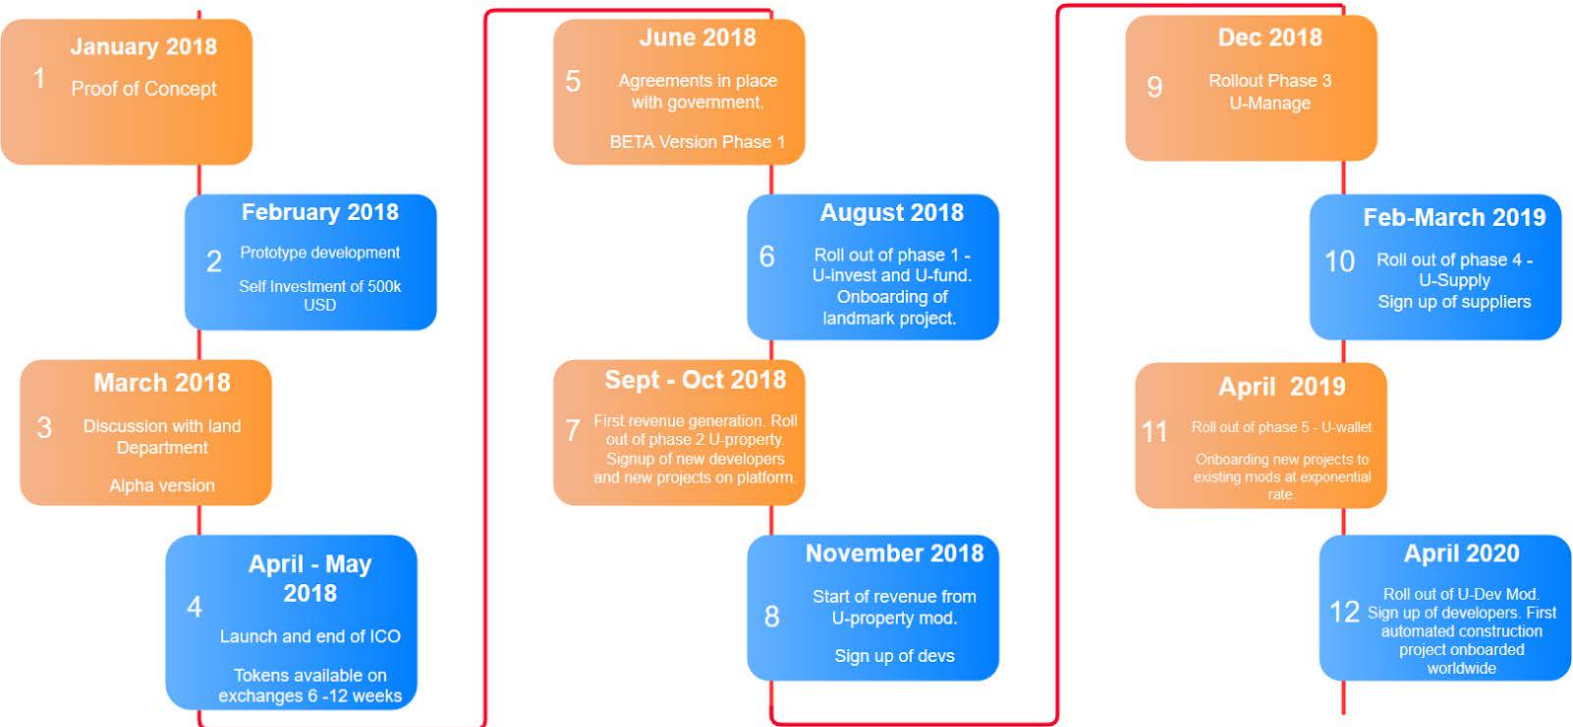 January 2018
1
Proof of Concept
February 2018
2
Prototype development
Self Investment of 500k
USD
March 2018
3
Discussion with land
Department
Alpha version
April - May
2018
4
Launch and end of ICO
Tokens available on
exchanges 6 -12 weeks
June 2018
5
Agreements in place
with government.
BETA Version Phase 1
August 2018
6
Roll out of phase 1 -
U-invest and U-fund.
Onboarding of
landmark project.
Sept - Oct 2018
7
First revenue generation. Roll
out of phase 2 U-property.
Signup of new developers
and new projects on platform.
November 2018
8
Start of revenue from
U-property mod.
Sign up of devs
Dec 2018
9
Rollout Phase 3
U-Manage
Feb-March 2019
10
Roll out of phase 4 -
U-Supply
Sign up of suppliers
April 2019
11
Roll out of phase 5 - U-wallet
Onboarding new projects to
existing mods at exponential
rate.
April 2020
12
Roll out of U-Dev Mod.
Sign up of developers. First
automated construction
project onboarded
worldwide